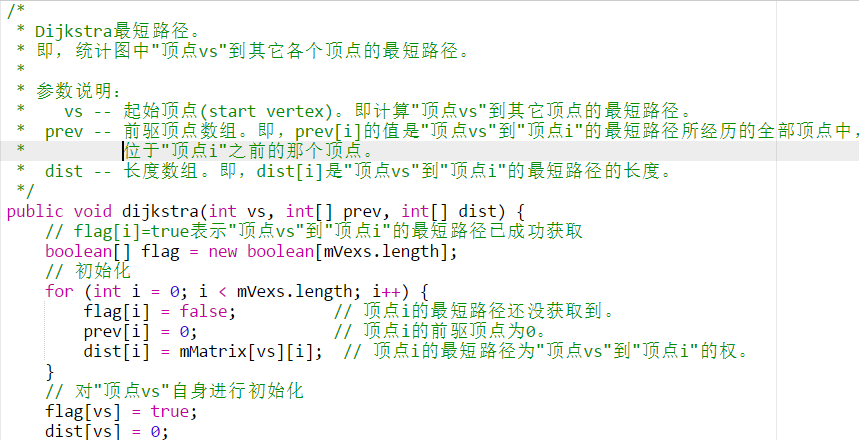 /*
 * Dijkstra最短路径。
 * 即，统计图中"顶点vs"到其它各个顶点的最短路径。
 *
 * 参数说明：
 *   vs -- 起始顶点(start vertex)。即计算"顶点vs"到其它顶点的最短路径。
 * prev -- 前驱顶点数组。即，prev[i]的值是"顶点vs"到"顶点i"的最短路径所经历的全部顶点中，
 *         位于"顶点i"之前的那个顶点。
 * dist -- 长度数组。即，dist[i]是"顶点vs"到"顶点i"的最短路径的长度。
 */
public void dijkstra(int vs, int[] prev, int[] dist) {
    // flag[i]=true表示"顶点vs"到"顶点i"的最短路径已成功获取
    boolean[] flag = new boolean[mVexs.length];
    // 初始化
    for (int i = 0; i < mVexs.length; i++) {
        flag[i] = false;          // 顶点i的最短路径还没获取到。
        prev[i] = 0;              // 顶点i的前驱顶点为0。
        dist[i] = mMatrix[vs][i];  // 顶点i的最短路径为"顶点vs"到"顶点i"的权。
    }
    // 对"顶点vs"自身进行初始化
    flag[vs] = true;
    dist[vs] = 0;